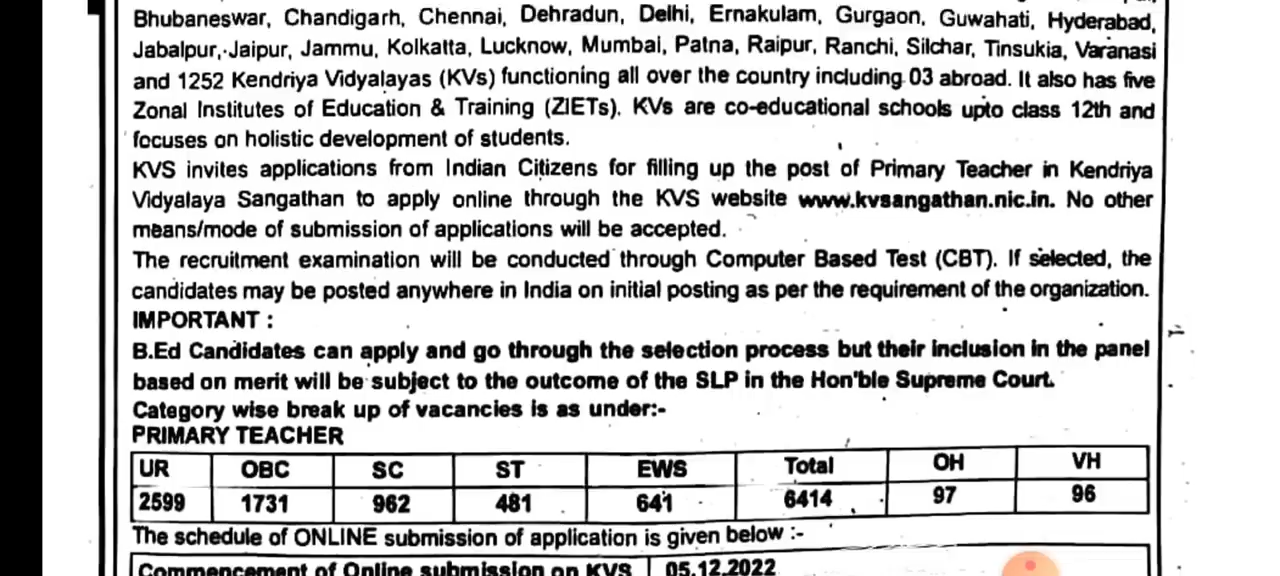 Bhubaneswar, Chandigarh, Chennai, Dehradun, Delhi, Ernakulam, Gurgaon, Guwahati, Hyderabad,
Jabalpur, Jaipur, Jammu, Kolkatta, Lucknow, Mumbai, Patna, Raipur, Ranchi, Silchar, Tinsukia, Varanasi
and 1252 Kendriya Vidyalayas (KVs) functioning all over the country including 03 abroad. It also has five
Zonal Institutes of Education & Training (ZIETs). KVs are co-educational schools upto class 12th and
focuses on holistic development of students.
KVS invites applications from Indian Citizens for filling up the post of Primary Teacher in Kendriya
Vidyalaya Sangathan to apply online through the KVS website www.kvsangathan.nic.in. No other
means/mode of submission of applications will be accepted.
The recruitment examination will be conducted through Computer Based Test (CBT). If selected, the
candidates may be posted anywhere in India on initial posting as per the requirement of the organization.
IMPORTANT :
B.Ed Candidates can apply and go through the selection process but their inclusion in the panel
based on merit will be subject to the outcome of the SLP in the Hon'ble Supreme Court.
Category wise break up of vacancies is as under:-
PRIMARY TEACHER
UR OBC SC ST EWS Total OH VH
2599 1731 962 481 641 6414 97 96
The schedule of ONLINE submission of application is given below :-
Commencement of Online submission on KVS 05.12.2022